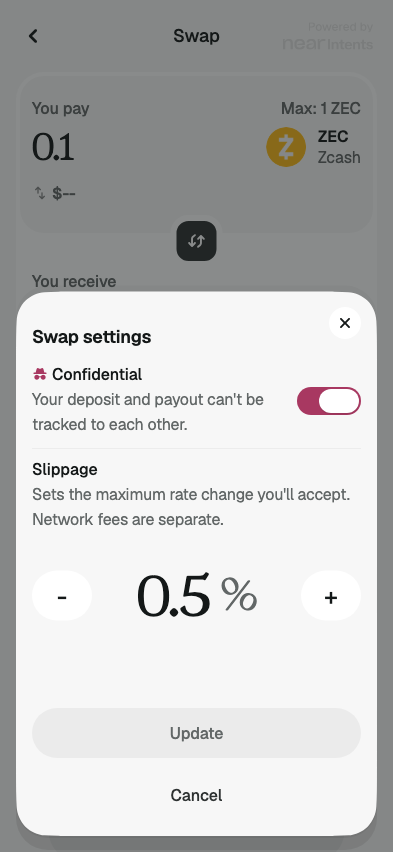 Swap
Powered by
near Intents
You pay
Max: 1 ZEC
0.1
ZEC
Zcash
$--
You receive
Swap settings
Confidential
Your deposit and payout can't be
tracked to each other.
Slippage
Sets the maximum rate change you'll accept.
Network fees are separate.
-
0.5 %
+
Update
Cancel